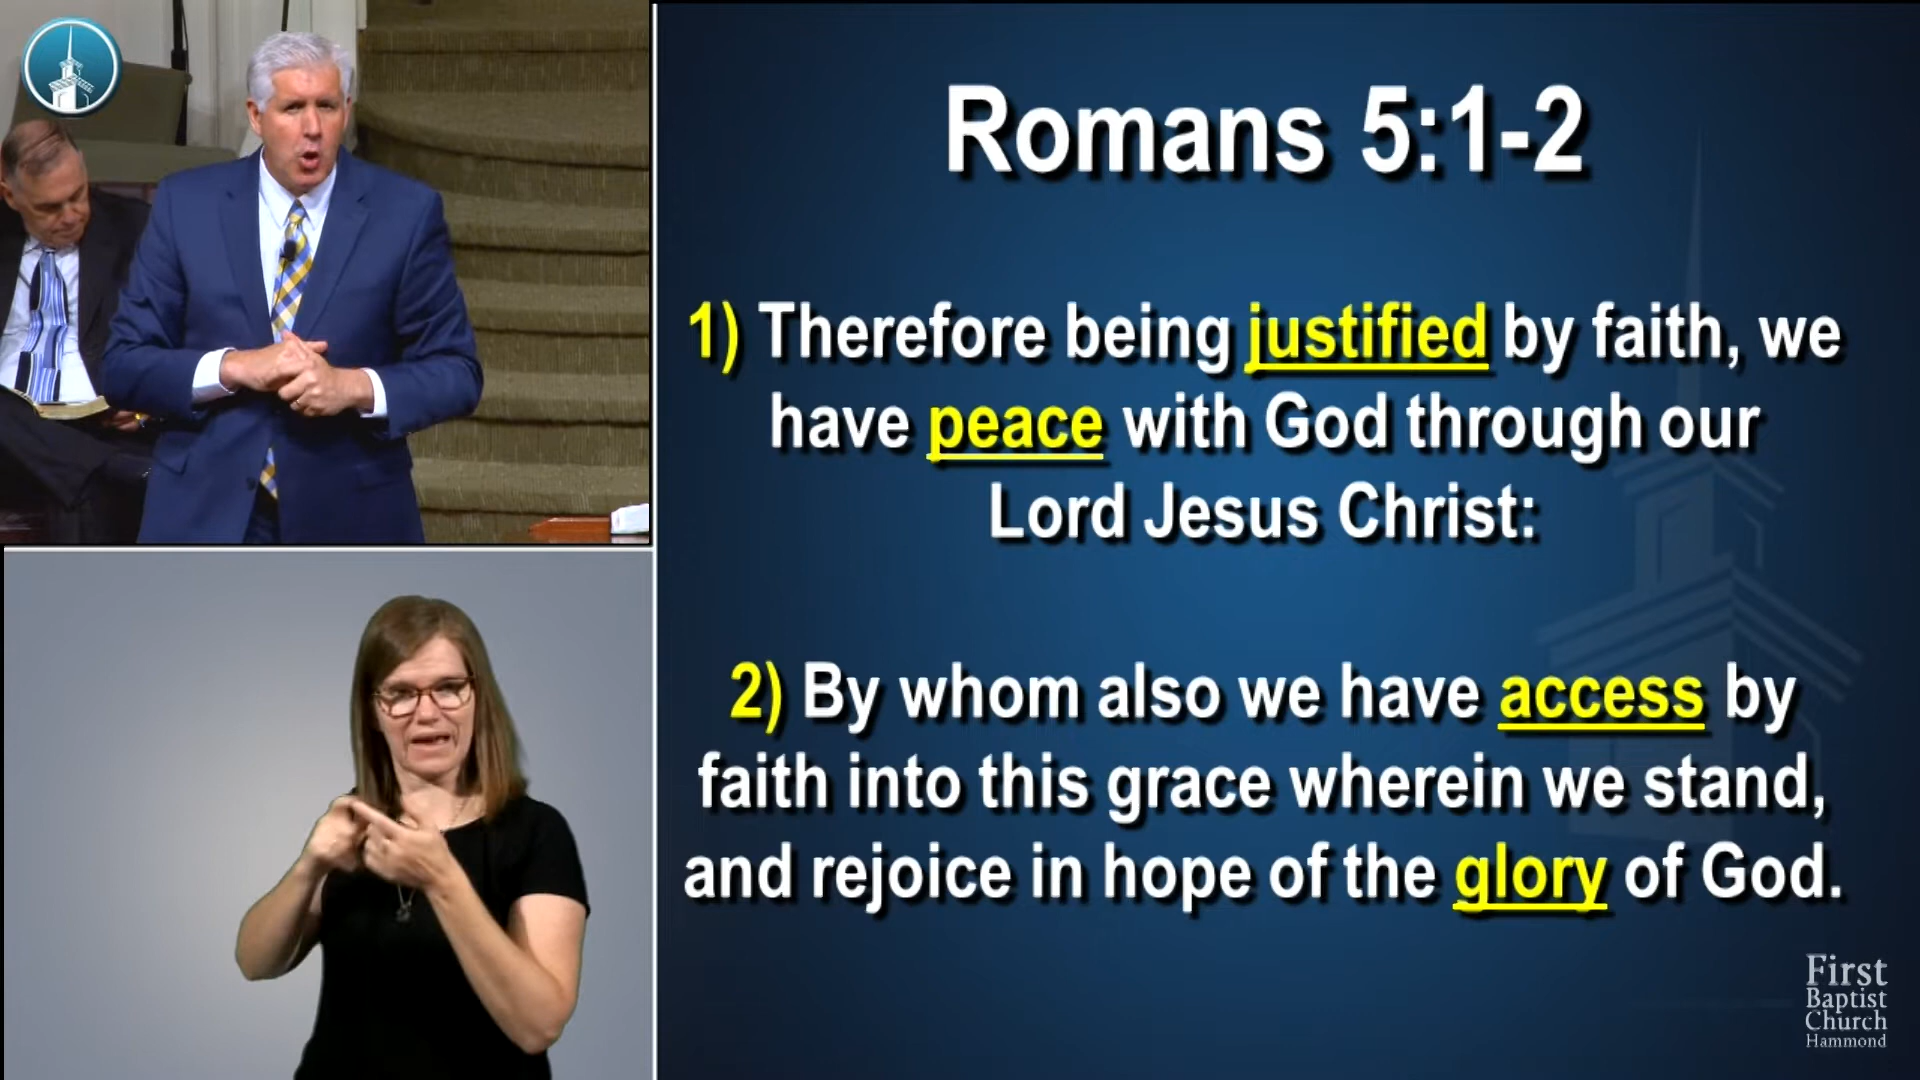 Romans 5:1-2
1) Therefore being justified by faith, we
have peace with God through our
Lord Jesus Christ:
2) By whom also we have access by
faith into this grace wherein we stand,
and rejoice in hope of the glory of God.
First
Baptist
Church
Hammond